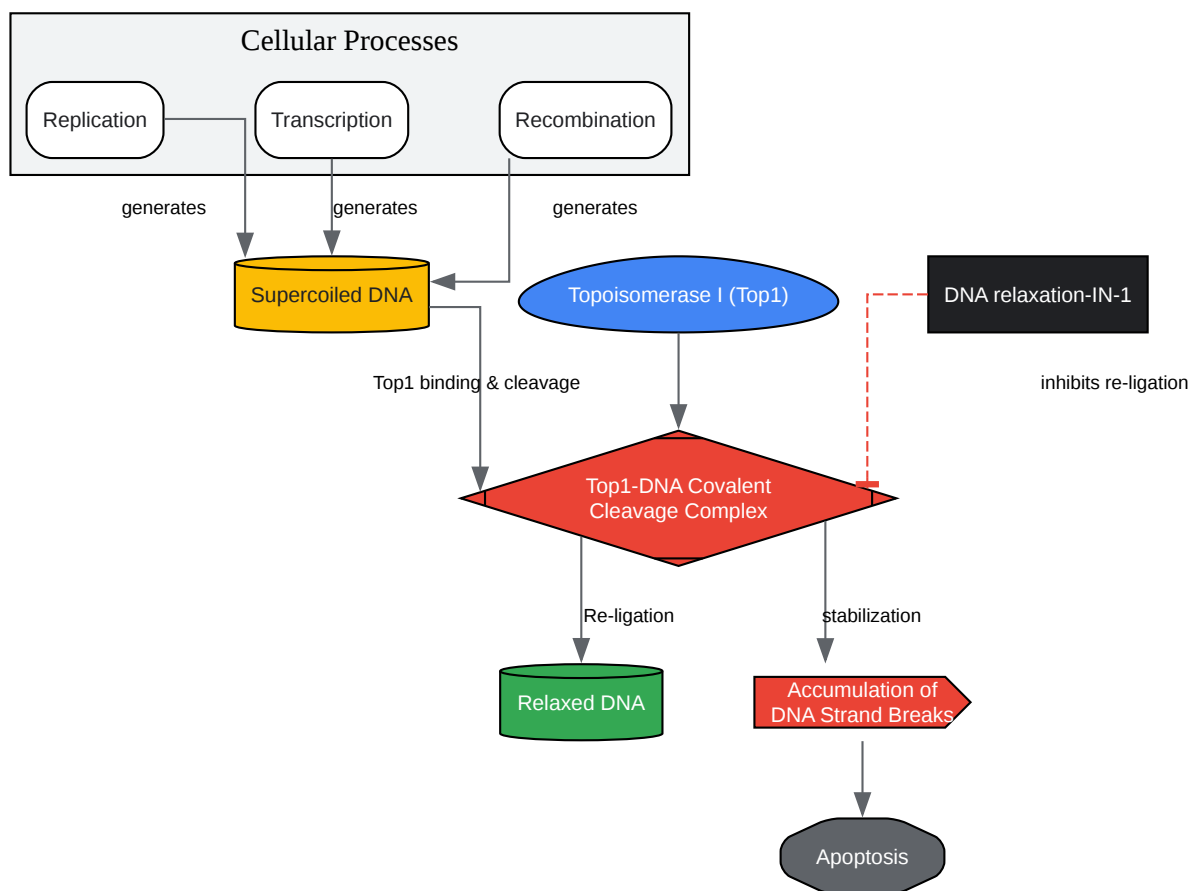 Cellular Processes
Replication
Transcription
Recombination
generates
generates
generates
Supercoiled DNA
Topoisomerase I (Top1)
DNA relaxation-IN-1
Top1 binding & cleavage
inhibits re-ligation
Top1-DNA Covalent
Cleavage Complex
Re-ligation
stabilization
Relaxed DNA
Accumulation of
DNA Strand Breaks
Apoptosis